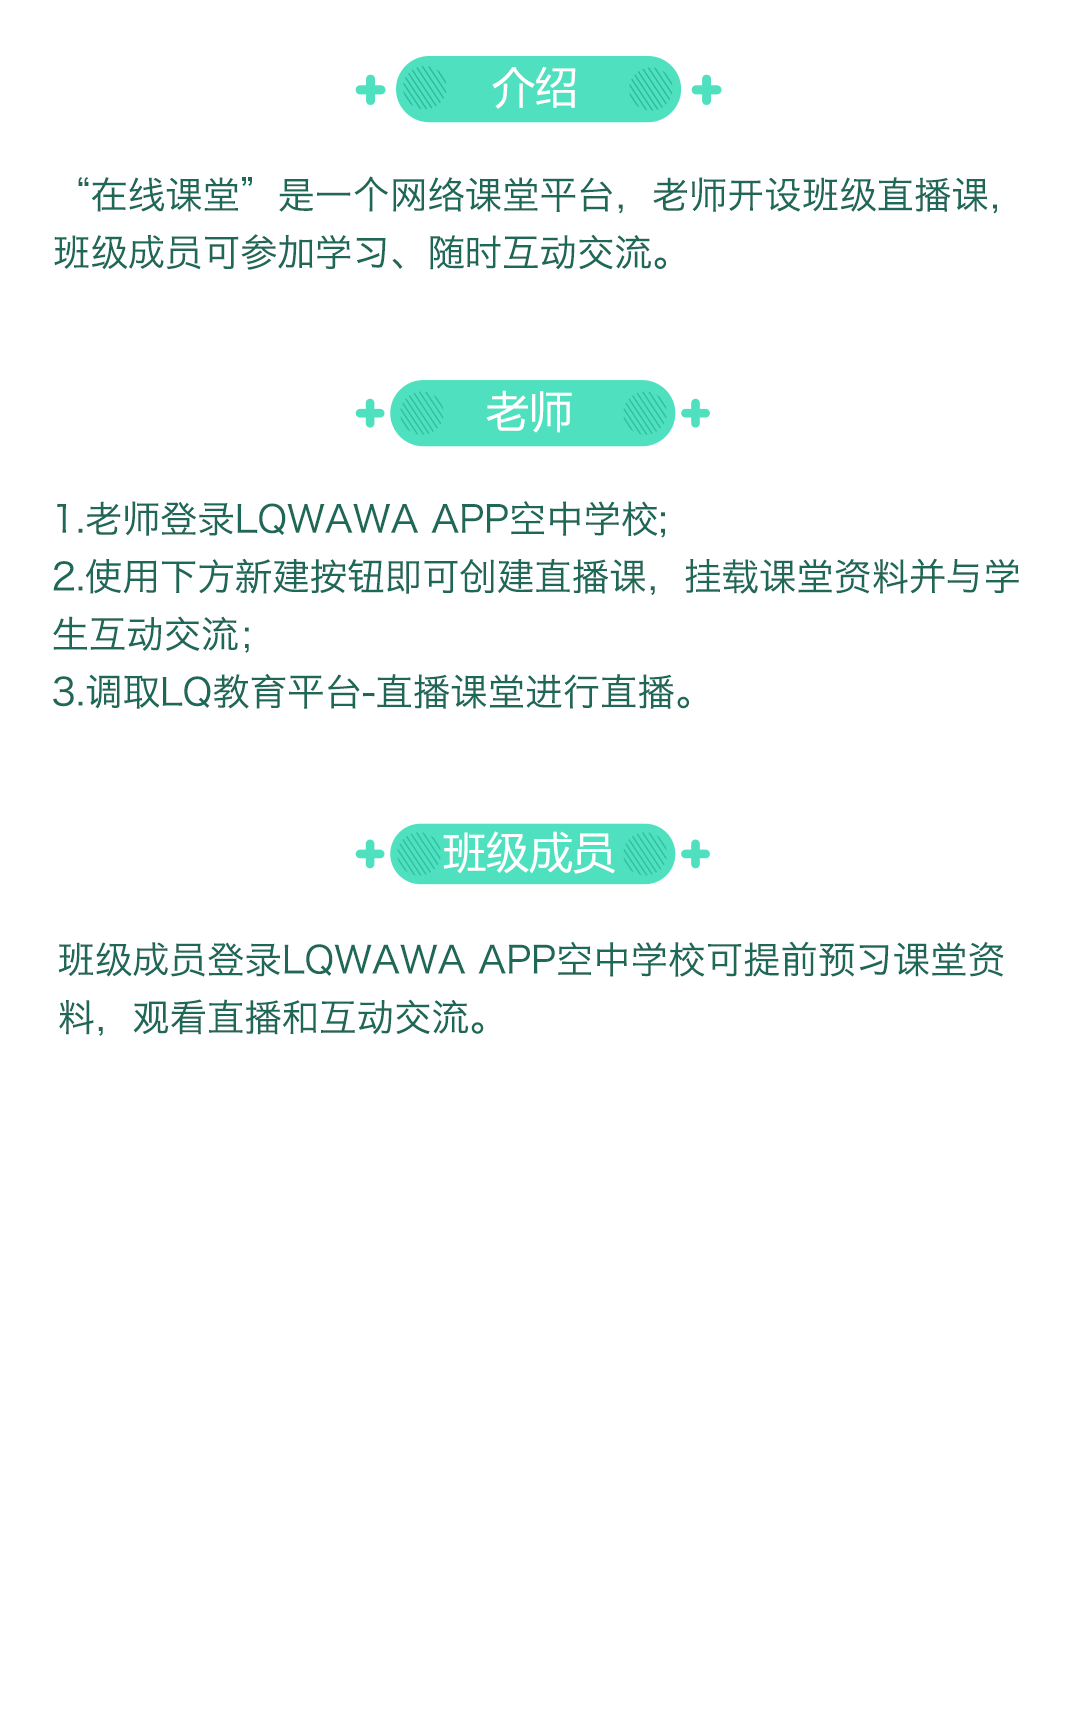 介绍
“在线课堂”是一个网络课堂平台，老师开设班级直播课，
班级成员可参加学习、随时互动交流。
老师
1.老师登录LQWAWA APP空中学校;
2.使用下方新建按钮即可创建直播课，挂载课堂资料并与学
生互动交流；
3.调取LQ教育平台-直播课堂进行直播。
班级成员
班级成员登录LQWAWA APP空中学校可提前预习课堂资
料，观看直播和互动交流。